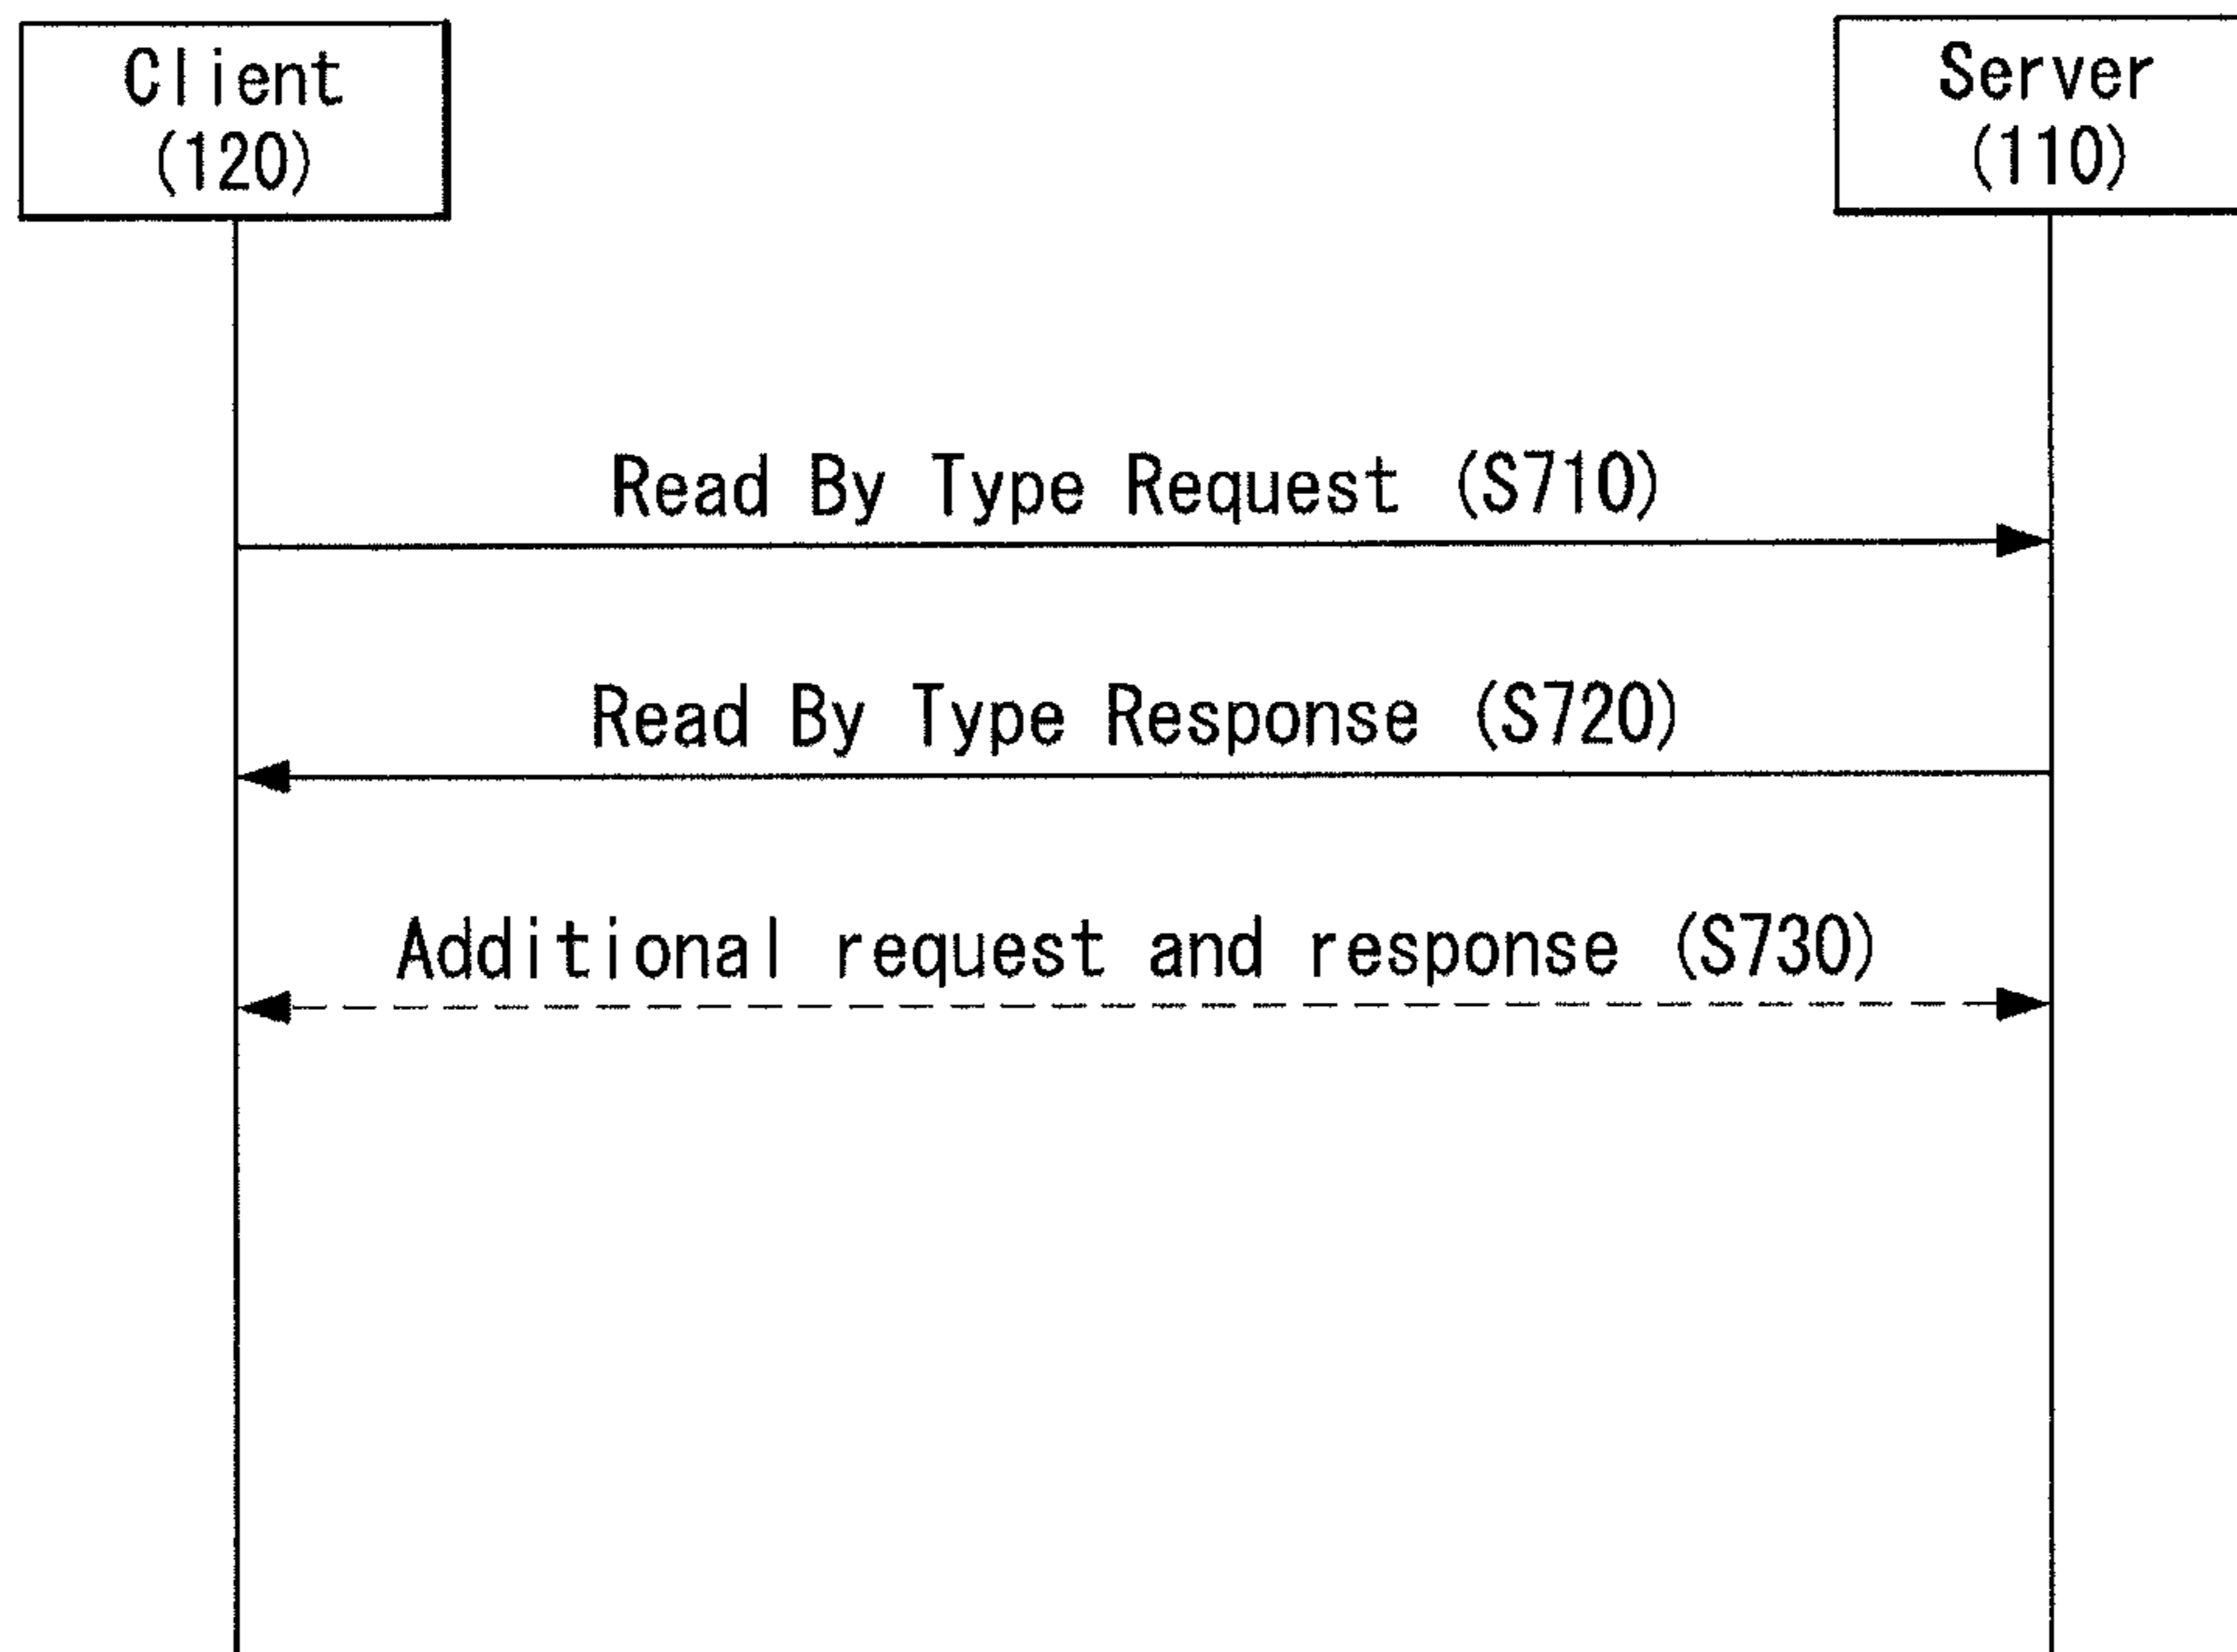 Client
(120)
Server
(110)
Read By Type Request (S710)
Read By Type Response (S720)
Additional request and response (S730)